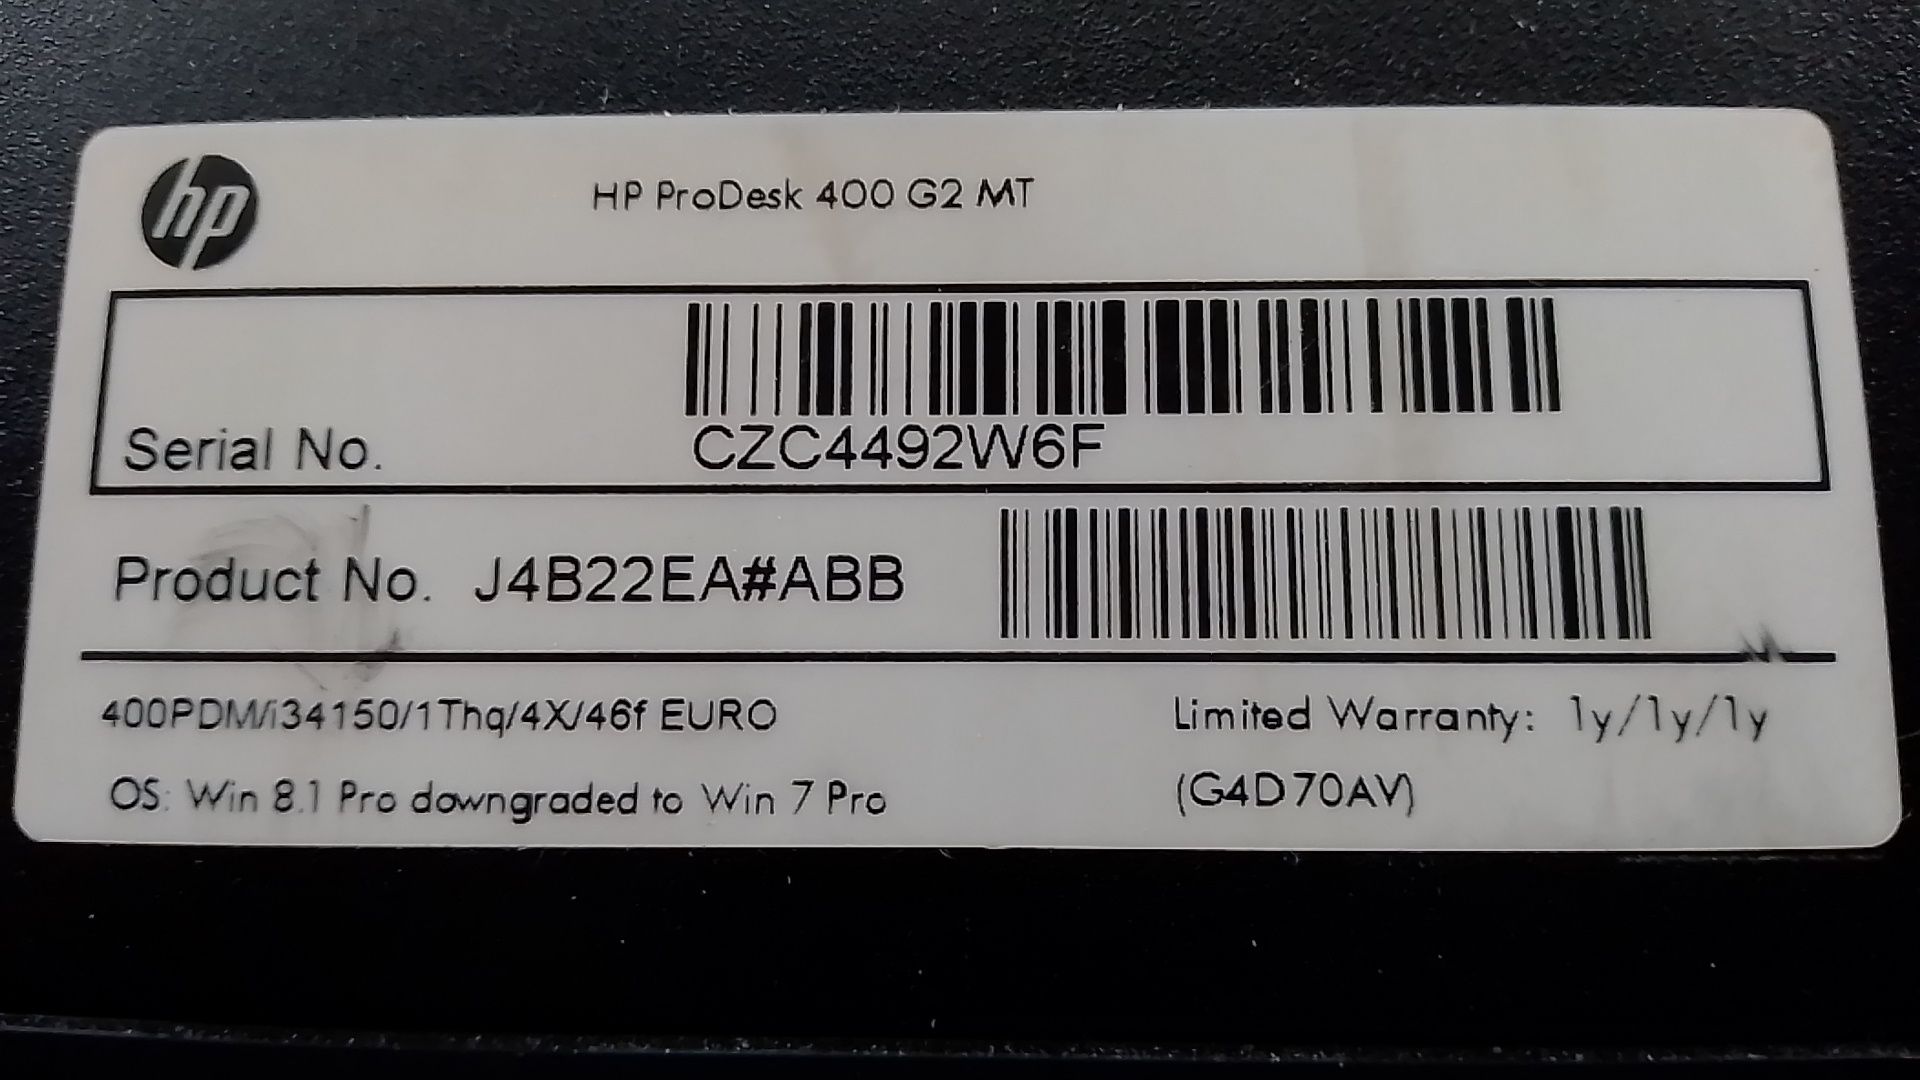 hp
HP ProDesk 400 G2 MT
Serial No. CZC4492W6F
Product No. J4B22EA#ABB
400PDM/i34150/1Thq/4X/46f EURO
Limited Warranty: 1y/1y/1y
OS: Win 8.1 Pro downgraded to Win 7 Pro
(G4D70AV)